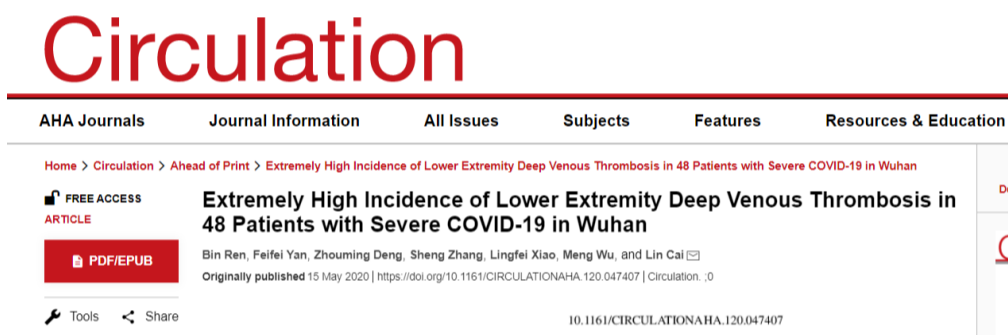 Circulation
AHA Journals Journal Information All Issues Subjects Features Resources & Education
Home > Circulation > Ahead of Print > Extremely High Incidence of Lower Extremity Deep Venous Thrombosis in 48 Patients with Severe COVID-19 in Wuhan
FREE ACCESS
ARTICLE
PDF/EPUB
Tools Share
Extremely High Incidence of Lower Extremity Deep Venous Thrombosis in
48 Patients with Severe COVID-19 in Wuhan
Bin Ren, Feifei Yan, Zhouming Deng, Sheng Zhang, Lingfei Xiao, Meng Wu, and Lin Cai
Originally published 15 May 2020 | https://doi.org/10.1161/CIRCULATIONAHA.120.047407 | Circulation. ;0
10.1161/CIRCULATIONAHA.120.047407